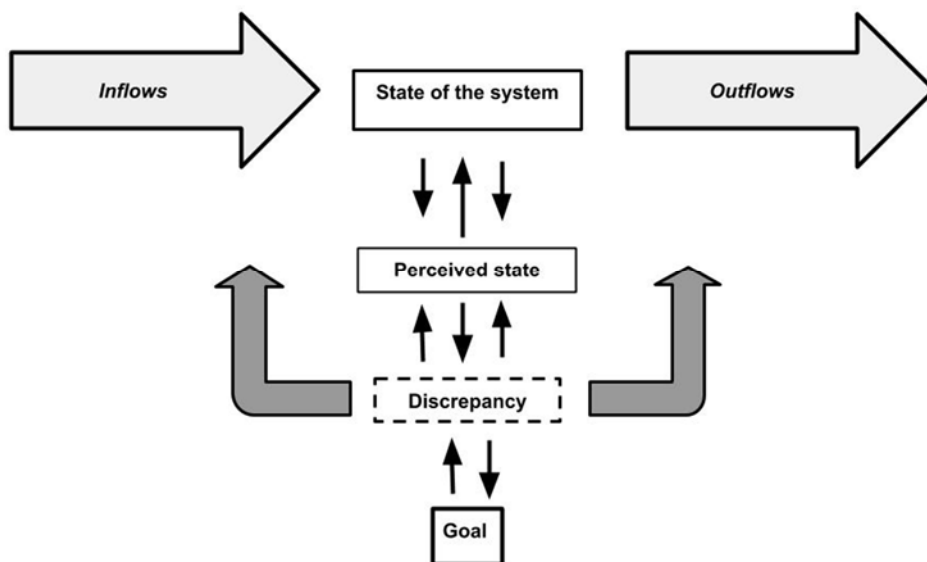 Inflows
State of the system
Outflows
Perceived state
Discrepancy
Goal